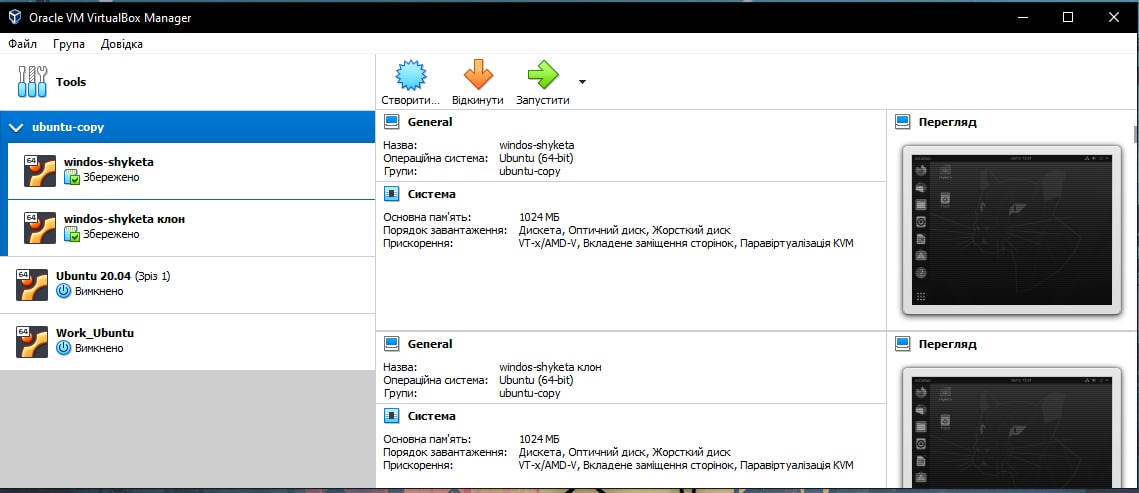 Oracle VM VirtualBox Manager
Файл Група Довідка
Tools
Створити... Відкинути Запустити
ubuntu-copy
64
windos-shyketa
Збережено
64
windos-shyketa клон
Збережено
64
Ubuntu 20.04 (Зріз 1)
Вимкнено
64
Work_Ubuntu
Вимкнено
General
Назва: windos-shyketa
Операційна система: Ubuntu (64-bit)
Групи: ubuntu-copy
Система
Основна пам'ять: 1024 МБ
Порядок завантаження: Дискета, Оптичний диск, Жорсткий диск
Прискорення: VT-x/AMD-V, Вкладене заміщення сторінок, Паравіртуалізація KVM
Перегляд
General
Назва: windos-shyketa клон
Операційна система: Ubuntu (64-bit)
Групи: ubuntu-copy
Система
Основна пам'ять: 1024 МБ
Порядок завантаження: Дискета, Оптичний диск, Жорсткий диск
Прискорення: VT-x/AMD-V, Вкладене заміщення сторінок, Паравіртуалізація KVM
Перегляд